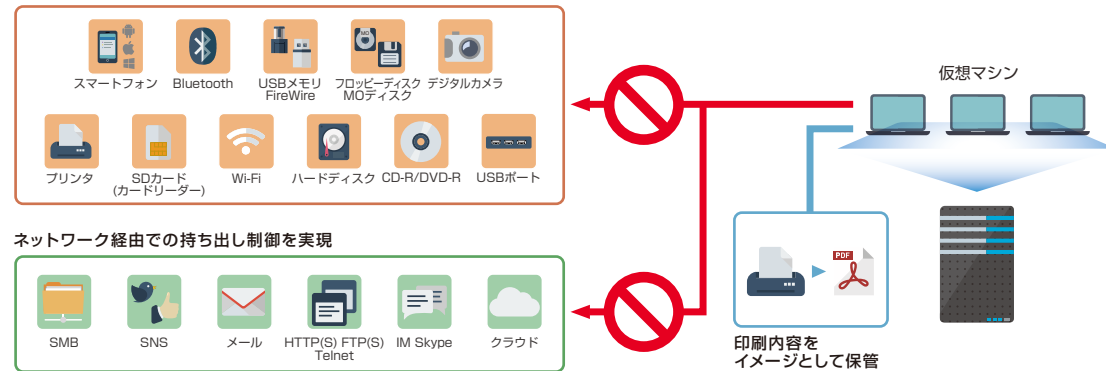 スマートフォン
Bluetooth
USBメモリ
FireWire
MO
フロッピーディスク
MOディスク
デジタルカメラ
プリンタ
SDカード
(カードリーダー)
Wi-Fi
ハードディスク
CD-R/DVD-R
USBポート
ネットワーク経由での持ち出し制御を実現
SMB
SNS
メール
HTTP(S) FTP(S)
Telnet
IM Skype
クラウド
仮想マシン
PDF
印刷内容を
イメージとして保管